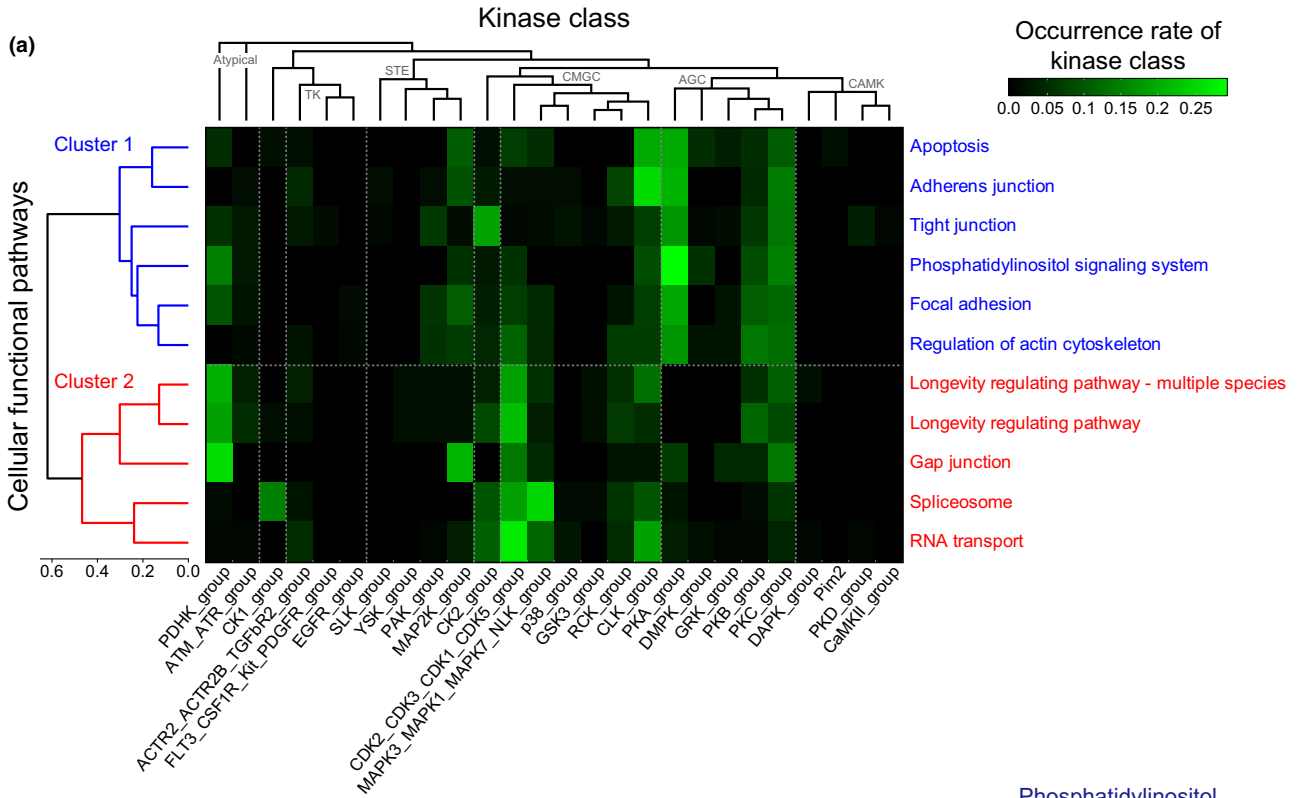 Kinase class
(a)
Occurrence rate of
kinase class
0.0 0.05 0.1 0.15 0.2 0.25
Atypical
TK
STE
CMGC
AGC
CAMK
Cellular functional pathways
Cluster 1
Cluster 2
Apoptosis
Adherens junction
Tight junction
Phosphatidylinositol signaling system
Focal adhesion
Regulation of actin cytoskeleton
Longevity regulating pathway - multiple species
Longevity regulating pathway
Gap junction
Spliceosome
RNA transport
0.6 0.4 0.2 0.0
PDHK_group
ATM_ATR_group
CK1_group
ACTR2_ACTR2B_TGFbR2_group
FLT3_CSF1R_Kit_PDGFR_group
EGFR_group
SLK_group
YSK_group
PAK_group
MAP2K_group
CK2_group
CDK2_CDK3_CDK1_CDK5_group
MAPK3_MAPK1_MAPK7_NLK_group
p38_group
GSK3_group
RCK_group
CLK_group
PKA_group
DMPK_group
GRK_group
PKB_group
PKC_group
DAPK_group
Pim2
PKD_group
CaMKII_group
Phosphatidylinositol